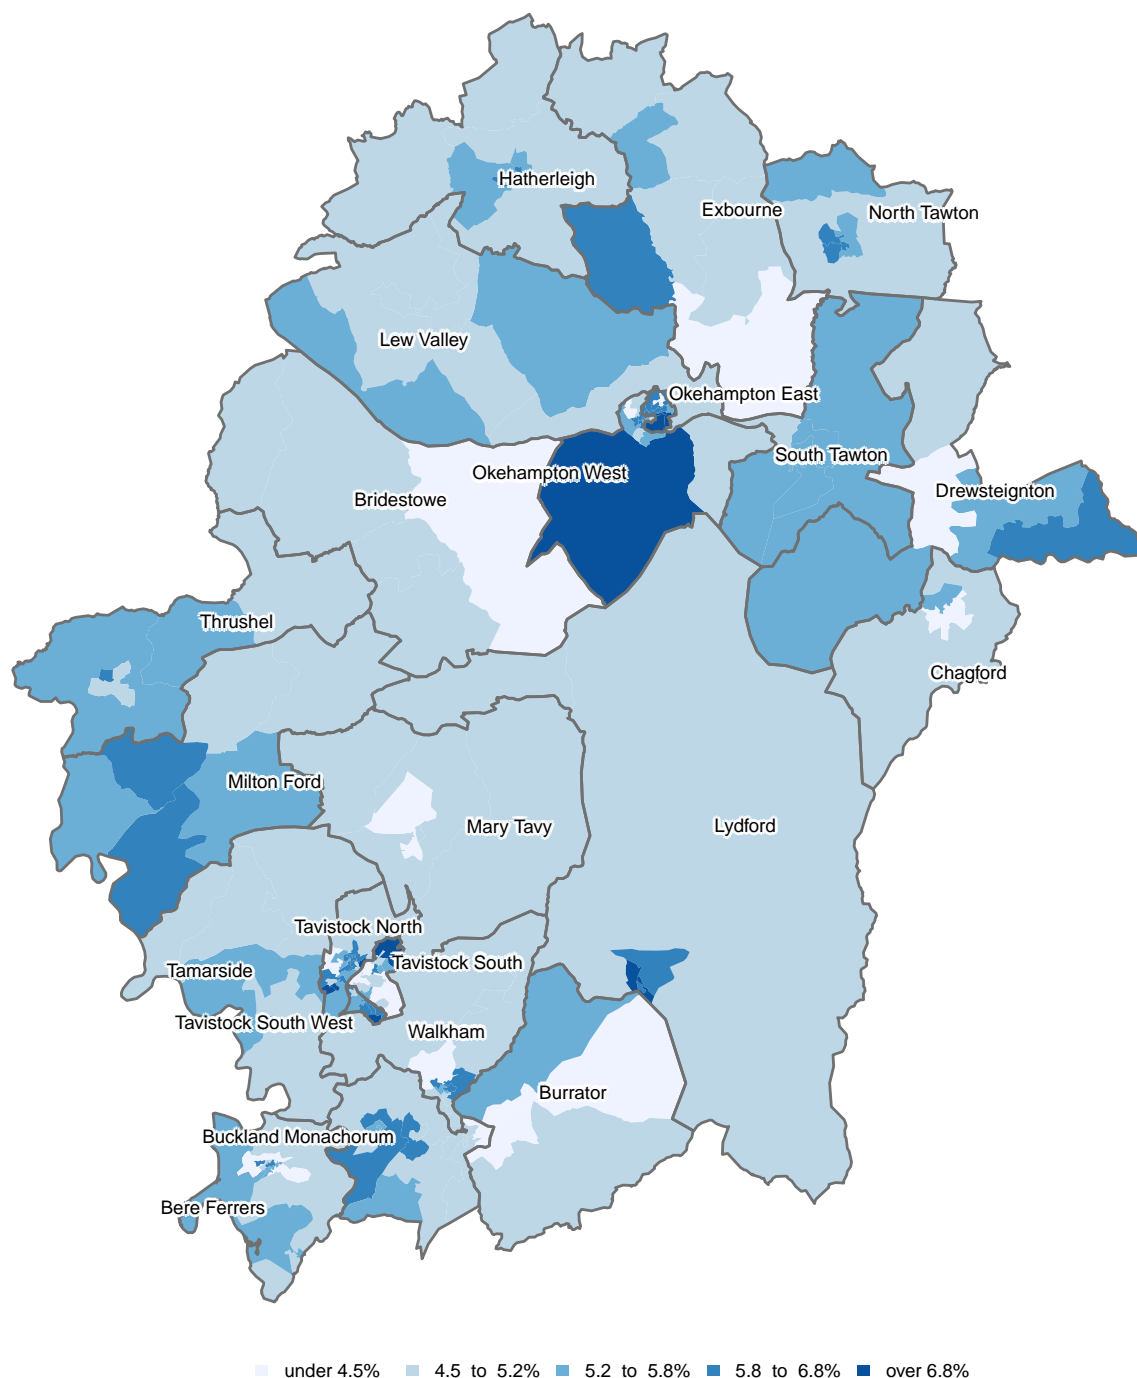 Hatherleigh
Exbourne
North Tawton
Lew Valley
Okehampton East
South Tawton
Okehampton West
Drewsteignton
Bridestowe
Thrushel
Chagford
Milton Ford
Mary Tavy
Lydford
Tavistock North
Tavistock South
Tamarside
Tavistock South West
Walkham
Burrator
Buckland Monachorum
Bere Ferrers
under 4.5% 4.5 to 5.2% 5.2 to 5.8% 5.8 to 6.8% over 6.8%